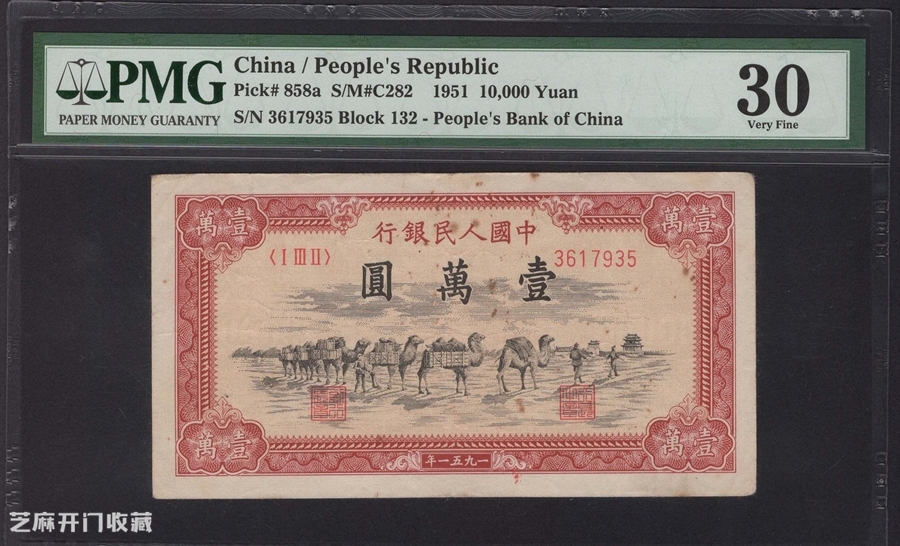 PMG
PAPER MONEY GUARANTY
China / People's Republic
Pick# 858a S/M#C282 1951 10,000 Yuan
S/N 3617935 Block 132 - People's Bank of China
30
Very Fine
壹萬
壹萬
中國人民銀行
〈I III II〉
3617935
壹萬圓
壹萬
壹萬
一九五一年
芝麻开门收藏